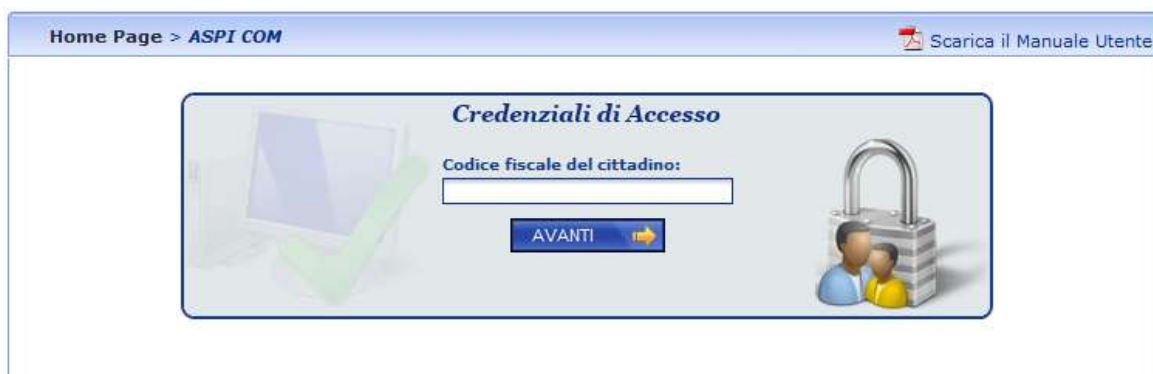 Home Page > ASPI COM
Scarica il Manuale Utente
Credenziali di Accesso
Codice fiscale del cittadino:
AVANTI